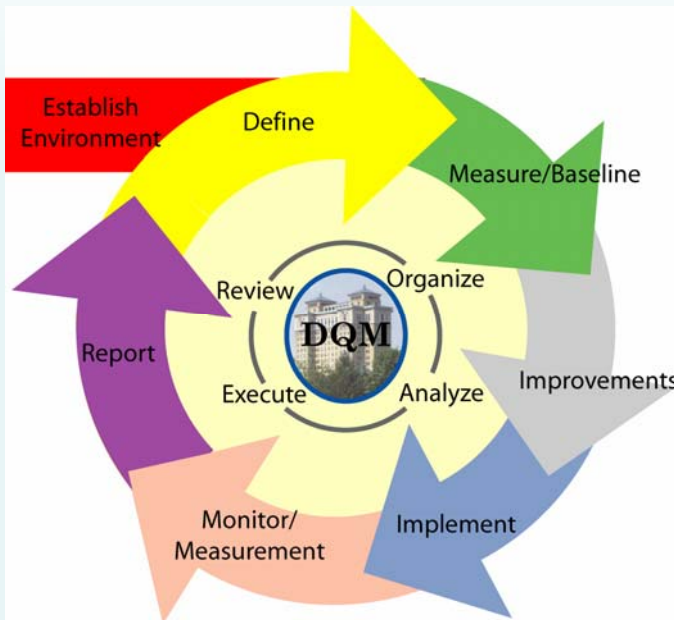 Establish
Environment
Define
Measure/Baseline
Improvements
Implement
Monitor/
Measurement
Report
Review
Organize
DQM
Execute
Analyze